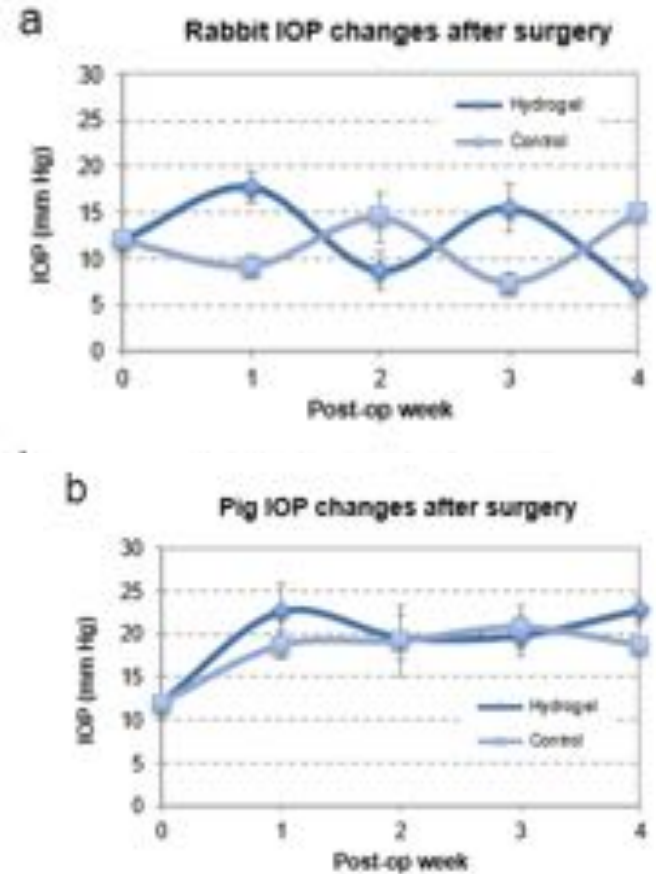 a
Rabbit IOP changes after surgery
30
25
20
15
10
5
0
IOP (mm Hg)
Hydrogel
Control
0 1 2 3 4
Post-op week
b
Pig IOP changes after surgery
30
25
20
15
10
5
0
IOP (mm Hg)
Hydrogel
Control
0 1 2 3 4
Post-op week